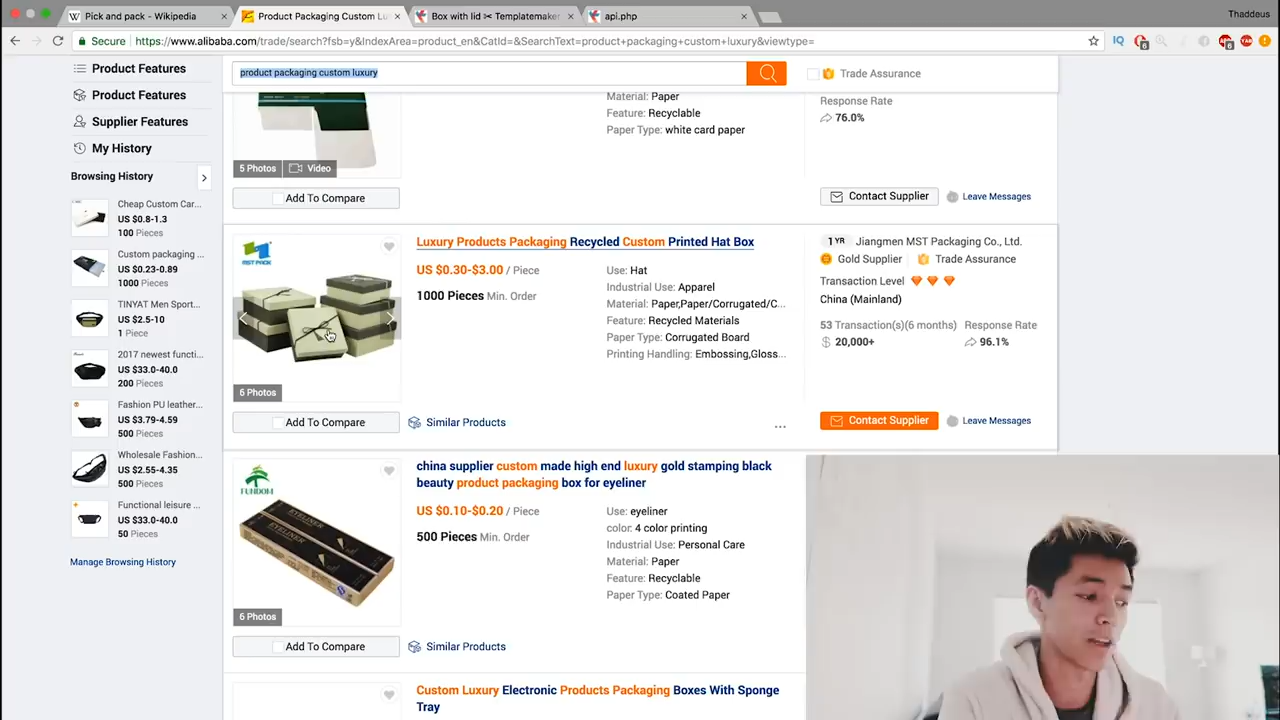 Pick and pack - Wikipedia
Product Packaging Custom Lu
Box with lid ✂ Templatemaker
api.php
Thaddeus
Secure
https://www.alibaba.com/trade/search?fsb=y&IndexArea=product_en&CatId=&SearchText=product+packaging+custom+luxury&viewtype=
product packaging custom luxury
Trade Assurance
Product Features
Product Features
Supplier Features
My History
Browsing History
Cheap Custom Car...
US $0.8-1.3
100 Pieces
Custom packaging ...
US $0.23-0.89
1000 Pieces
TINYAT Men Sport...
US $2.5-10
1 Piece
2017 newest functi...
US $33.0-40.0
200 Pieces
Fashion PU leather...
US $3.79-4.59
500 Pieces
Wholesale Fashion...
US $2.55-4.35
500 Pieces
Functional leisure ...
US $33.0-40.0
50 Pieces
Manage Browsing History
5 Photos
Video
Add To Compare
Material: Paper
Feature: Recyclable
Paper Type: white card paper
Response Rate
76.0%
Contact Supplier
Leave Messages
MST PACK
6 Photos
Add To Compare
Luxury Products Packaging Recycled Custom Printed Hat Box
US $0.30-$3.00 / Piece
1000 Pieces Min. Order
Similar Products
Use: Hat
Industrial Use: Apparel
Material: Paper,Paper/Corrugated/C...
Feature: Recycled Materials
Paper Type: Corrugated Board
Printing Handling: Embossing,Gloss...
...
1 YR Jiangmen MST Packaging Co., Ltd.
Gold Supplier
Trade Assurance
Transaction Level
China (Mainland)
53 Transaction(s)(6 months)
Response Rate
$ 20,000+
96.1%
Contact Supplier
Leave Messages
FUNDOM
EYELINER
EYELINER
6 Photos
Add To Compare
china supplier custom made high end luxury gold stamping black
beauty product packaging box for eyeliner
US $0.10-$0.20 / Piece
500 Pieces Min. Order
Similar Products
Use: eyeliner
color: 4 color printing
Industrial Use: Personal Care
Material: Paper
Feature: Recyclable
Paper Type: Coated Paper
Custom Luxury Electronic Products Packaging Boxes With Sponge
Tray